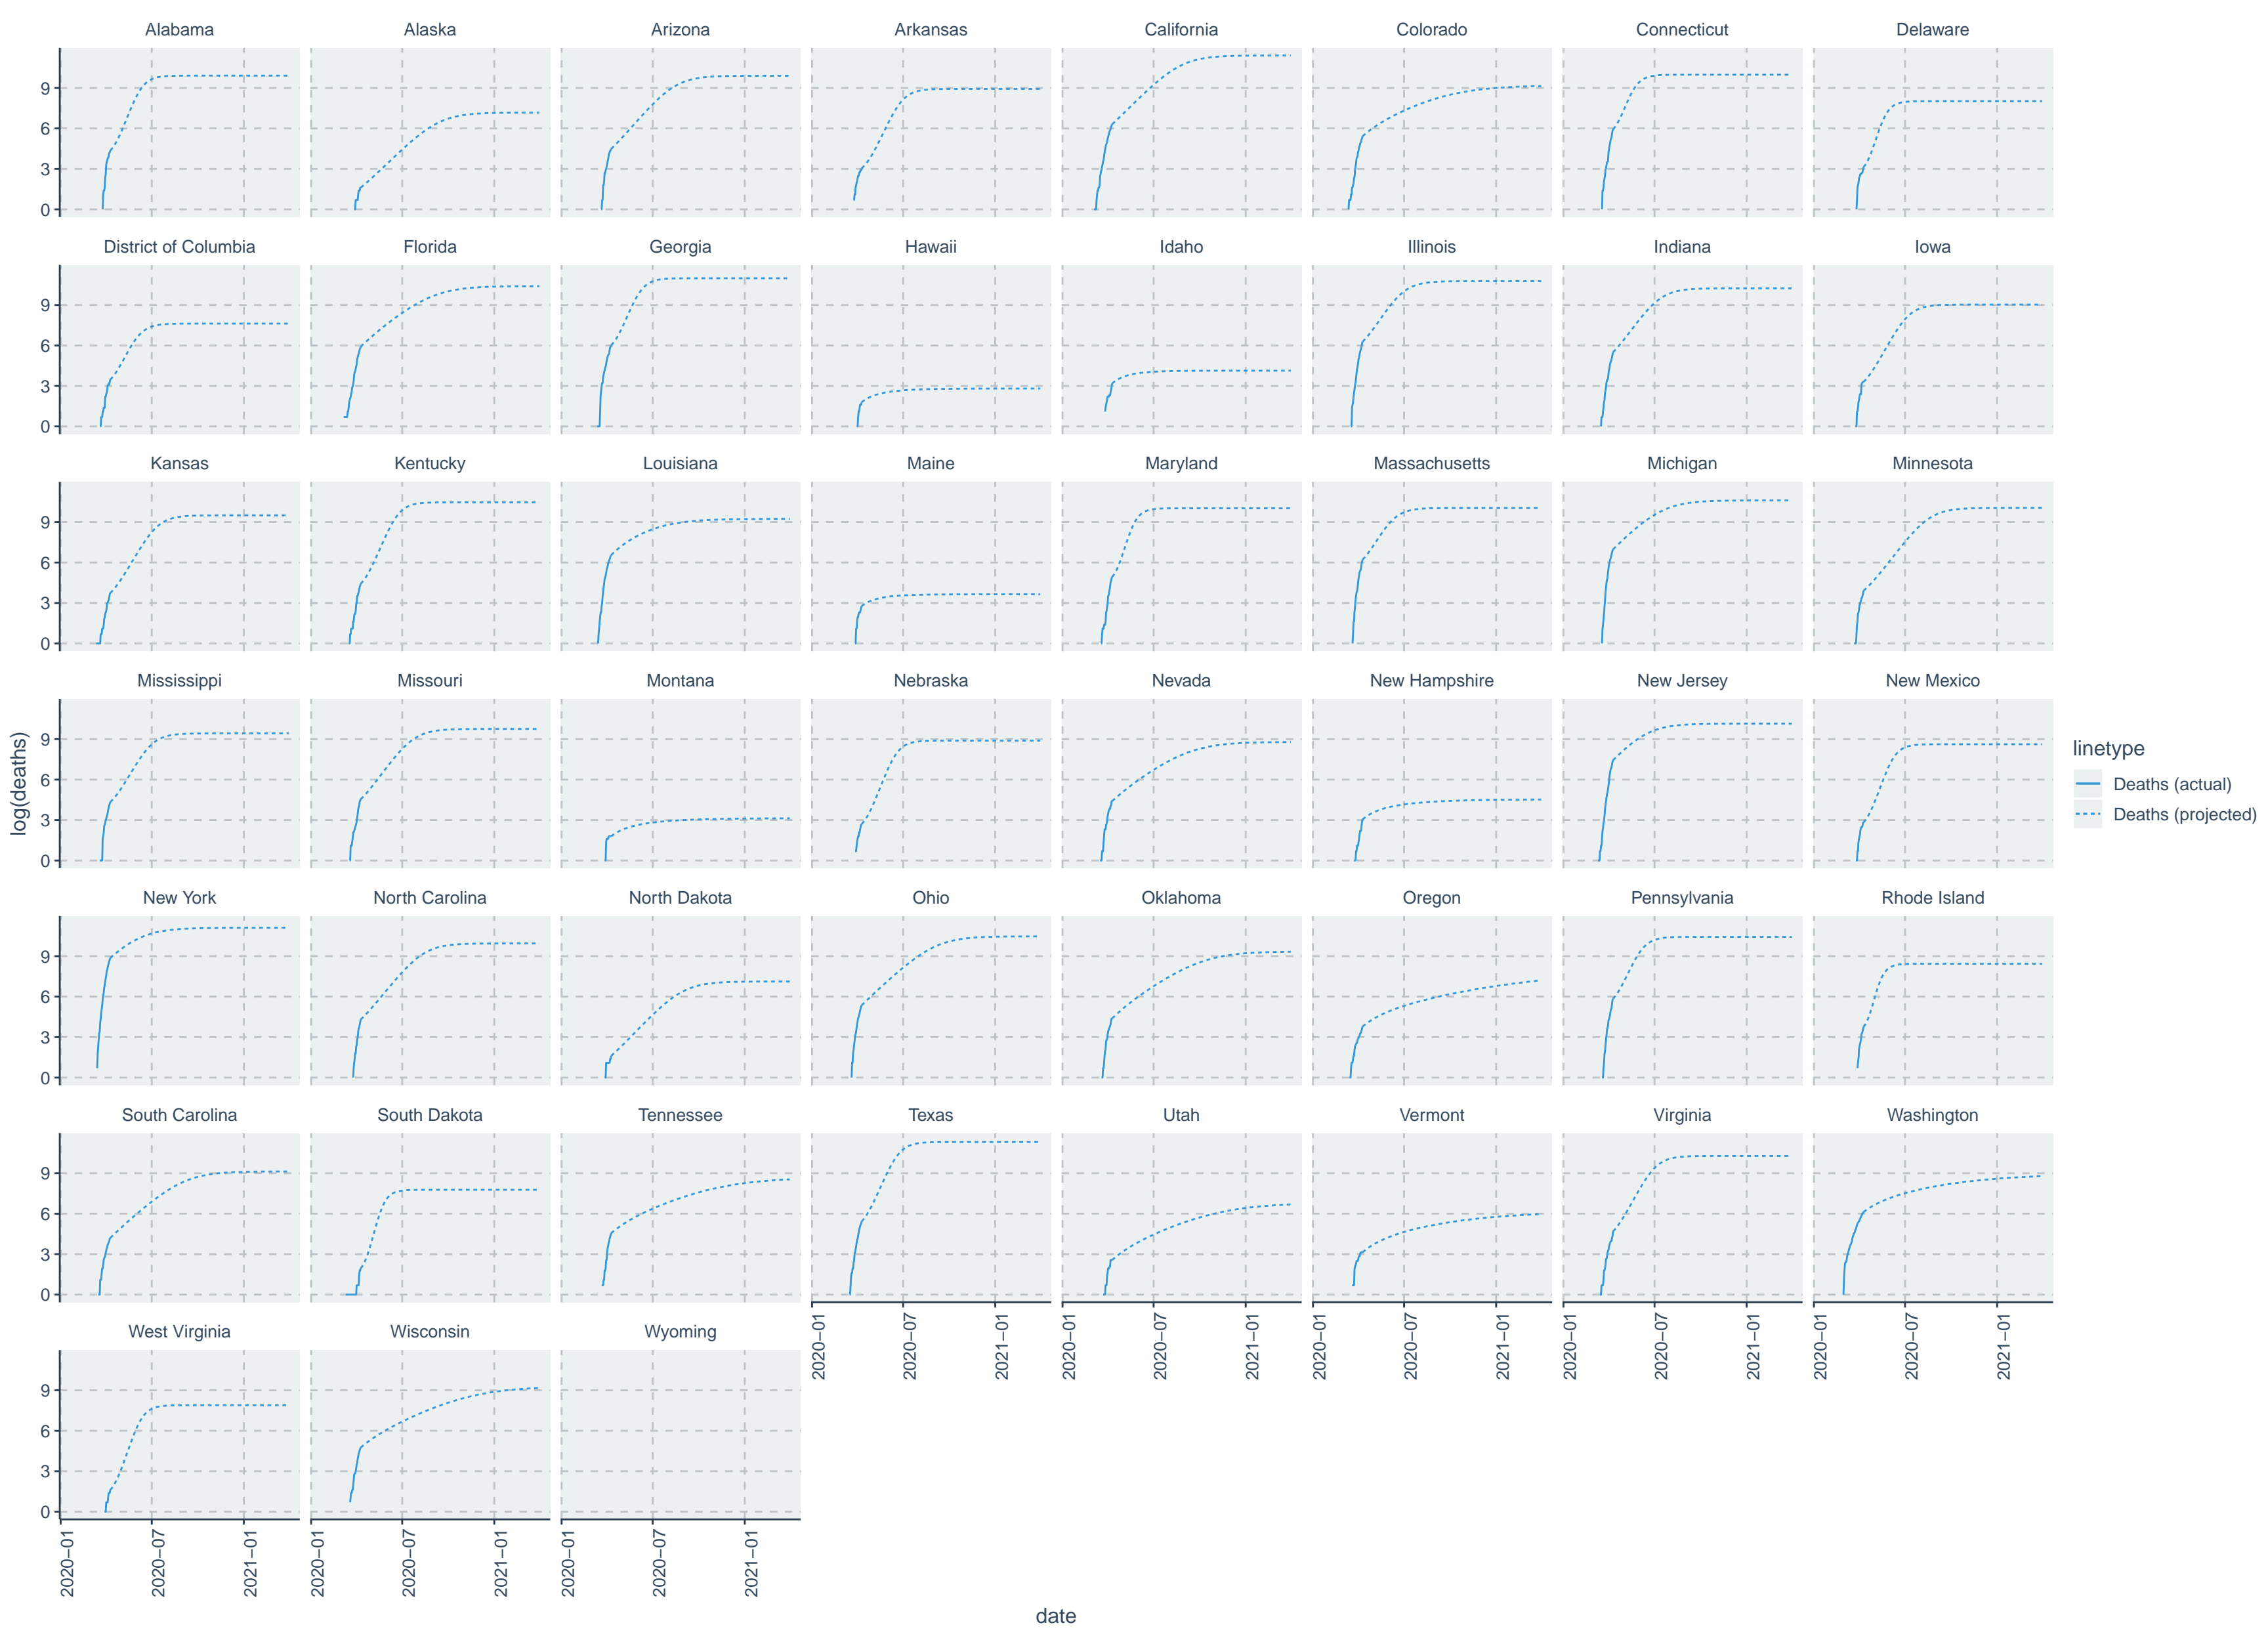 Alabama Alaska Arizona Arkansas California Colorado Connecticut Delaware
9
6
3
0
District of Columbia Florida Georgia Hawaii Idaho Illinois Indiana Iowa
9
6
3
0
Kansas Kentucky Louisiana Maine Maryland Massachusetts Michigan Minnesota
9
6
3
0
Mississippi Missouri Montana Nebraska Nevada New Hampshire New Jersey New Mexico
9
6
3
0
New York North Carolina North Dakota Ohio Oklahoma Oregon Pennsylvania Rhode Island
9
6
3
0
South Carolina South Dakota Tennessee Texas Utah Vermont Virginia Washington
9
6
3
0
2020−01 2020−07 2021−01 2020−01 2020−07 2021−01 2020−01 2020−07 2021−01 2020−01 2020−07 2021−01 2020−01 2020−07 2021−01
West Virginia Wisconsin Wyoming
9
6
3
0
2020−01 2020−07 2021−01 2020−01 2020−07 2021−01 2020−01 2020−07 2021−01
date
log(deaths)
linetype
Deaths (actual)
Deaths (projected)